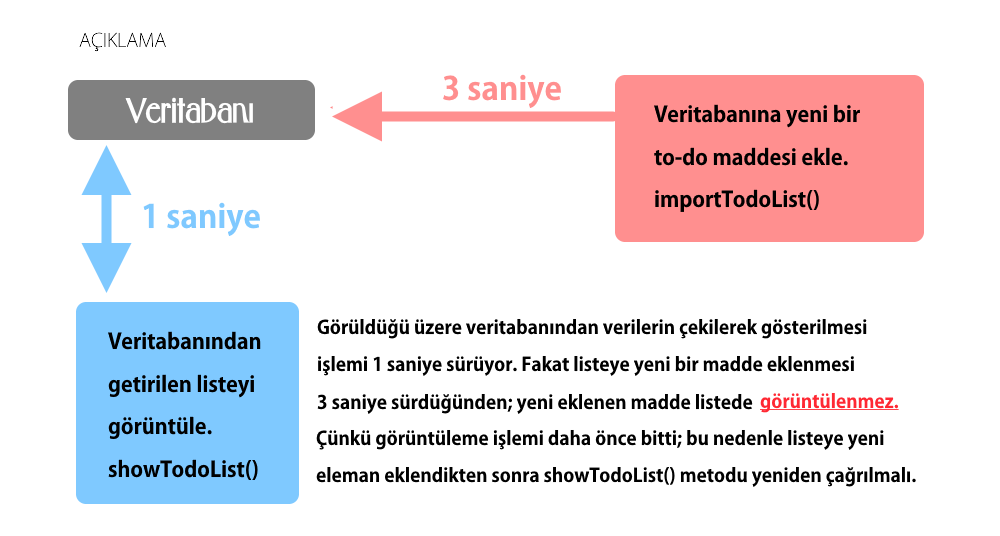 AÇIKLAMA
Veritabanı
3 saniye
Veritabanına yeni bir
to-do maddesi ekle.
importTodoList()
1 saniye
Veritabanından
getirilen listeyi
görüntüle.
showTodoList()
Görüldüğü üzere veritabanından verilerin çekilerek gösterilmesi
işlemi 1 saniye sürüyor. Fakat listeye yeni bir madde eklenmesi
3 saniye sürdüğünden; yeni eklenen madde listede görüntülenmez.
Çünkü görüntüleme işlemi daha önce bitti; bu nedenle listeye yeni
eleman eklendikten sonra showTodoList() metodu yeniden çağrılmalı.